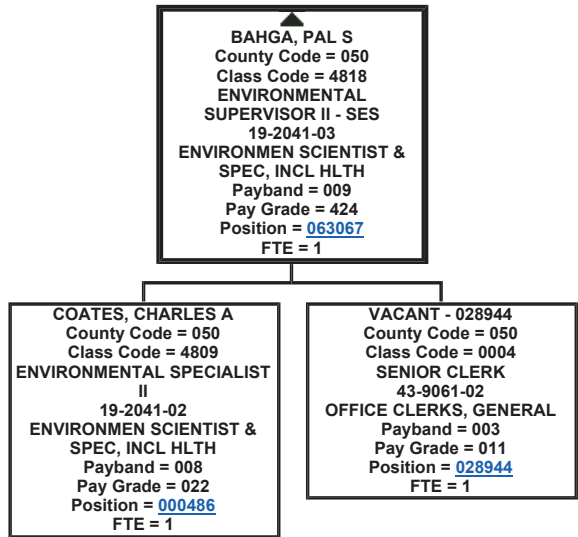 BAHGA, PAL S
County Code = 050
Class Code = 4818
ENVIRONMENTAL
SUPERVISOR II - SES
19-2041-03
ENVIRONMEN SCIENTIST &
SPEC, INCL HLTH
Payband = 009
Pay Grade = 424
Position = 063067
FTE = 1
COATES, CHARLES A
County Code = 050
Class Code = 4809
ENVIRONMENTAL SPECIALIST
II
19-2041-02
ENVIRONMEN SCIENTIST &
SPEC, INCL HLTH
Payband = 008
Pay Grade = 022
Position = 000486
FTE = 1
VACANT - 028944
County Code = 050
Class Code = 0004
SENIOR CLERK
43-9061-02
OFFICE CLERKS, GENERAL
Payband = 003
Pay Grade = 011
Position = 028944
FTE = 1